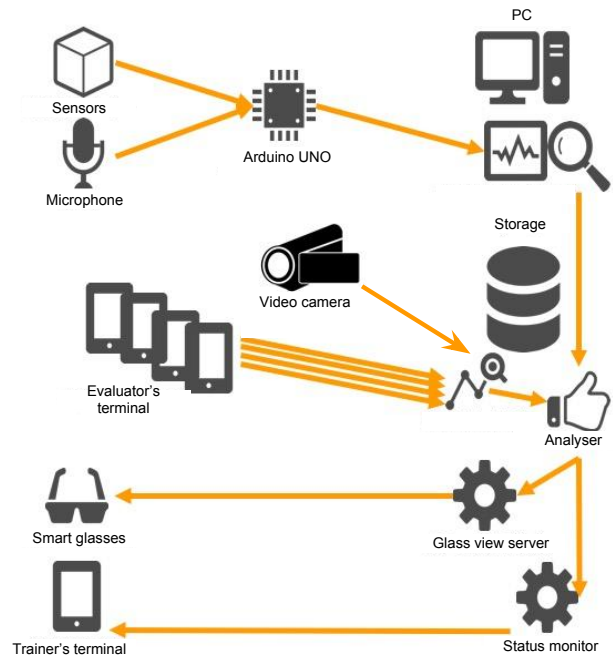 PC
Sensors
Arduino UNO
Microphone
Storage
Video camera
Evaluator's
terminal
Analyser
Smart glasses
Glass view server
Trainer's terminal
Status monitor